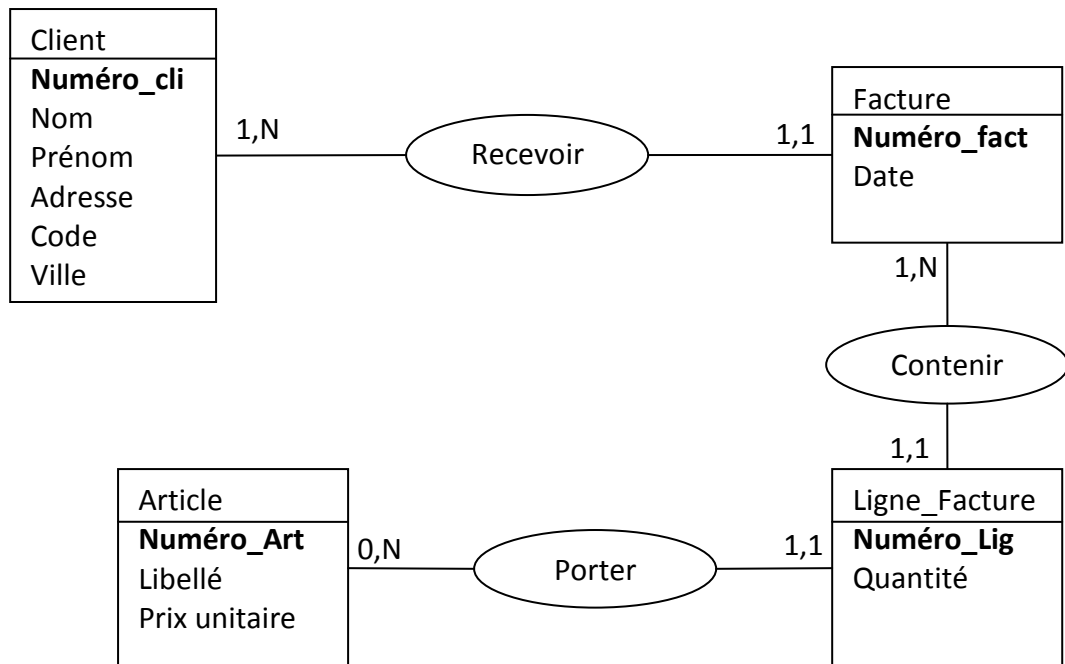 Client
Numéro_cli
Nom
Prénom
Adresse
Code
Ville
1,N
Recevoir
1,1
Facture
Numéro_fact
Date
1,N
Contenir
1,1
Article
Numéro_Art
Libellé
Prix unitaire
0,N
Porter
1,1
Ligne_Facture
Numéro_Lig
Quantité